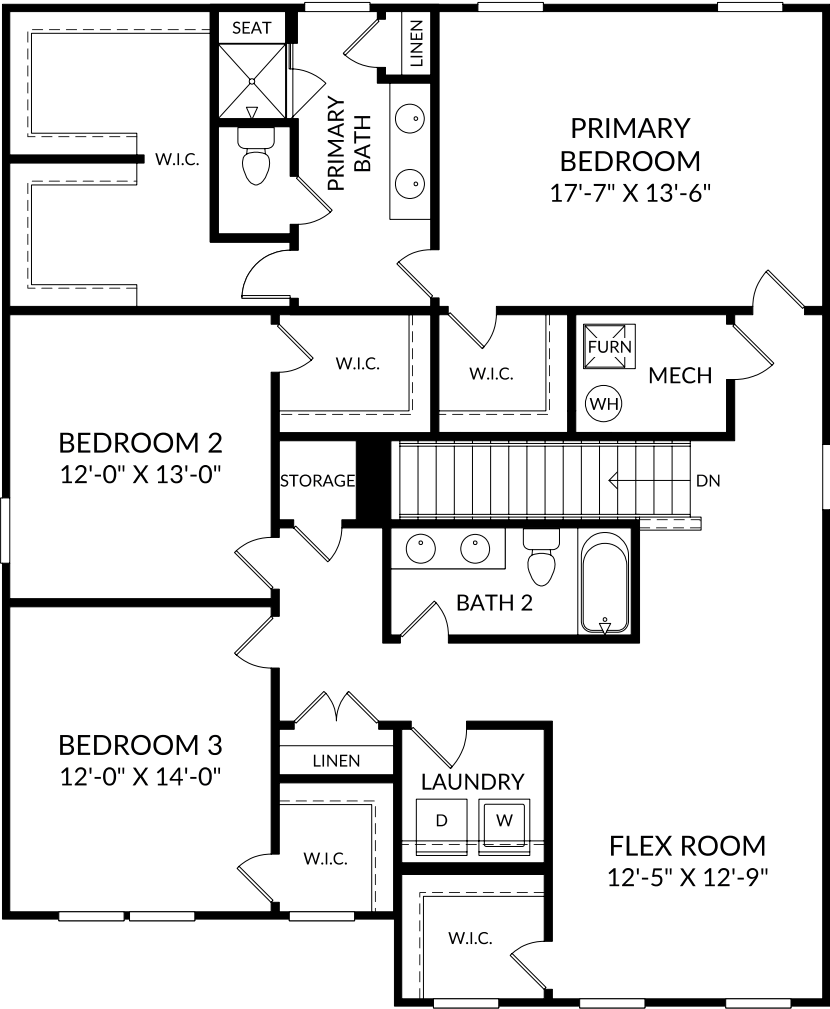 SEAT
LINEN
PRIMARY
BATH
W.I.C.
PRIMARY
BEDROOM
17'-7" X 13'-6"
W.I.C.
W.I.C.
FURN
MECH
WH
BEDROOM 2
12'-0" X 13'-0"
STORAGE
DN
BATH 2
BEDROOM 3
12'-0" X 14'-0"
LINEN
LAUNDRY
D
W
W.I.C.
FLEX ROOM
12'-5" X 12'-9"
W.I.C.